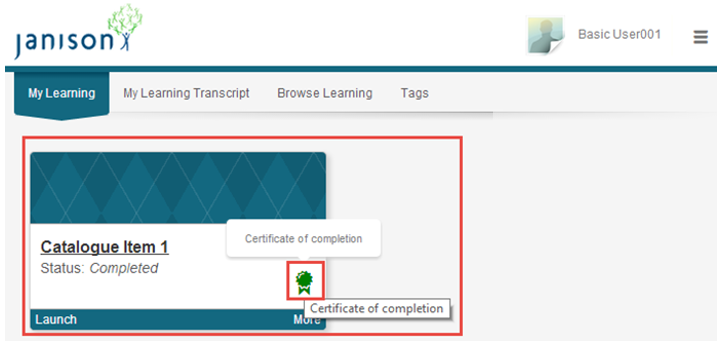 Janison
Basic User001
My Learning
My Learning Transcript
Browse Learning
Tags
Certificate of completion
Catalogue Item 1
Status: Completed
Certificate of completion
Launch
More